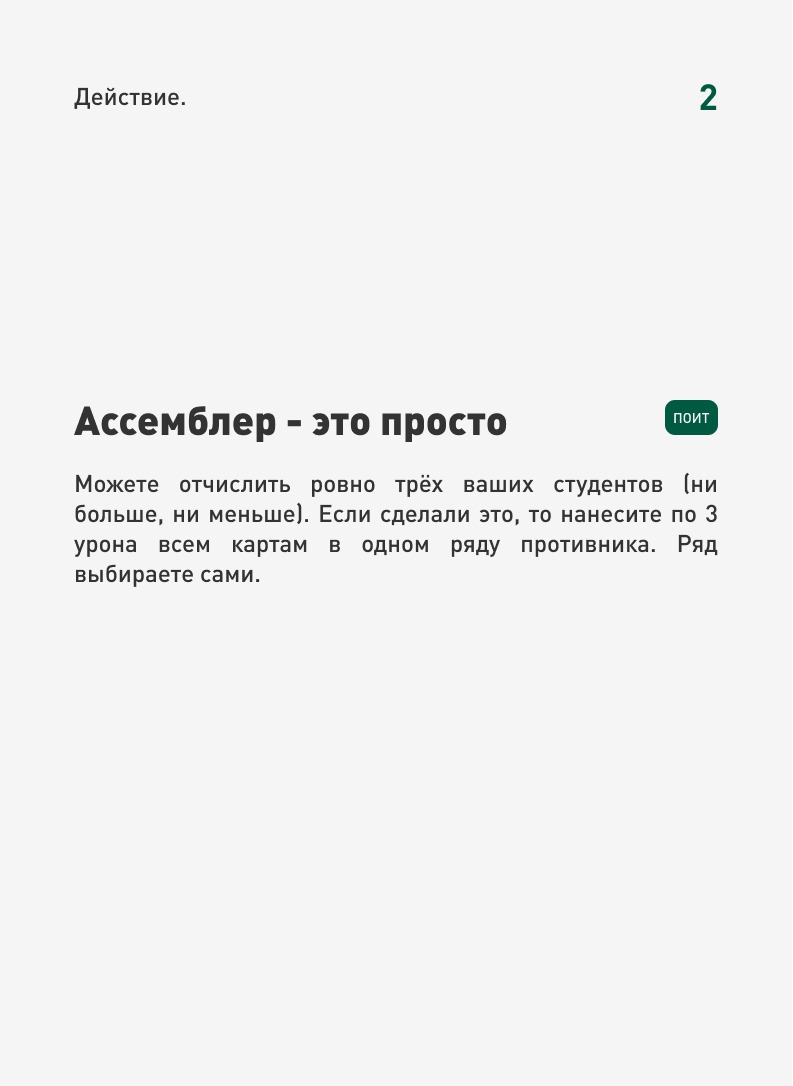 Действие.
2
Ассемблер - это просто
ПОИТ
Можете отчислить ровно трёх ваших студентов (ни
больше, ни меньше). Если сделали это, то нанесите по 3
урона всем картам в одном ряду противника. Ряд
выбираете сами.